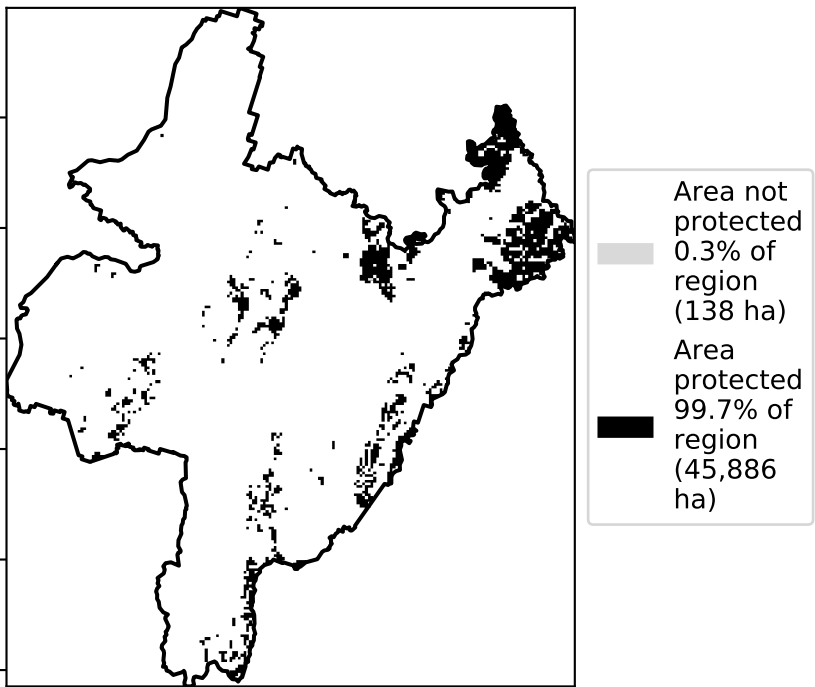 Area not
protected
0.3% of
region
(138 ha)
Area
protected
99.7% of
region
(45,886
ha)